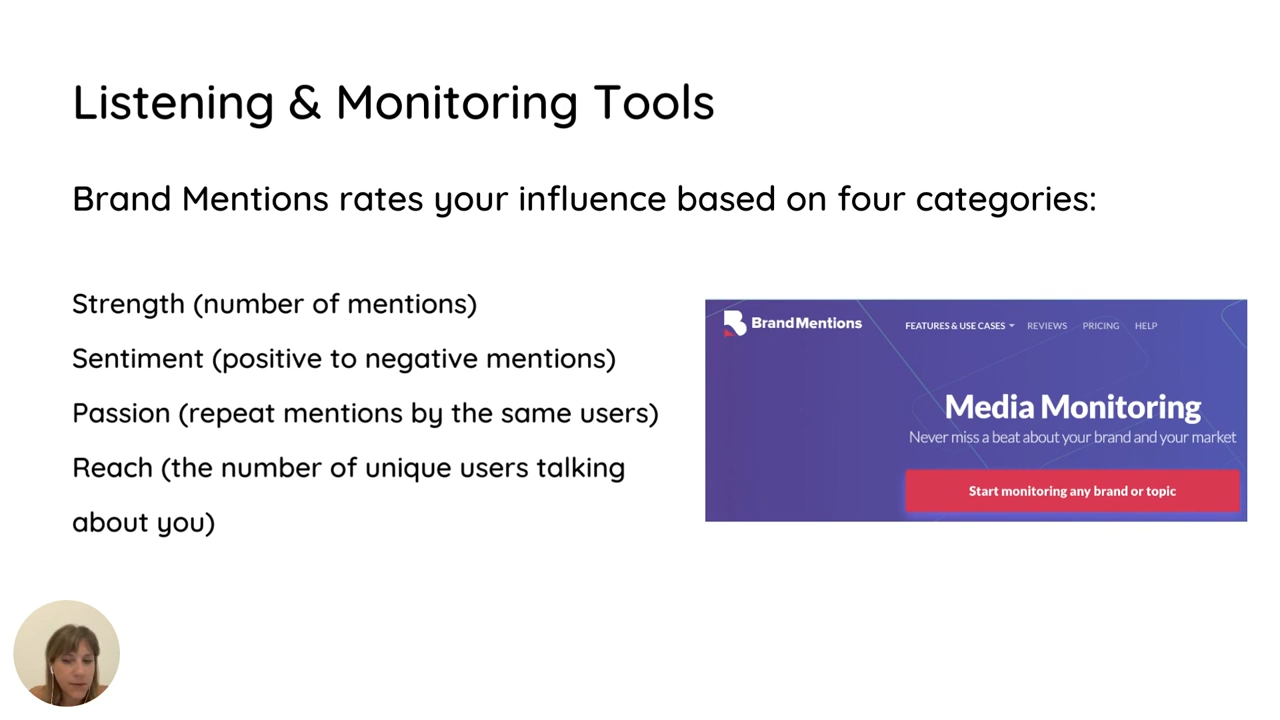 Listening & Monitoring Tools
Brand Mentions rates your influence based on four categories:
Strength (number of mentions)
Sentiment (positive to negative mentions)
Passion (repeat mentions by the same users)
Reach (the number of unique users talking
about you)
BrandMentions FEATURES & USE CASES REVIEWS PRICING HELP
Media Monitoring
Never miss a beat about your brand and your market
Start monitoring any brand or topic